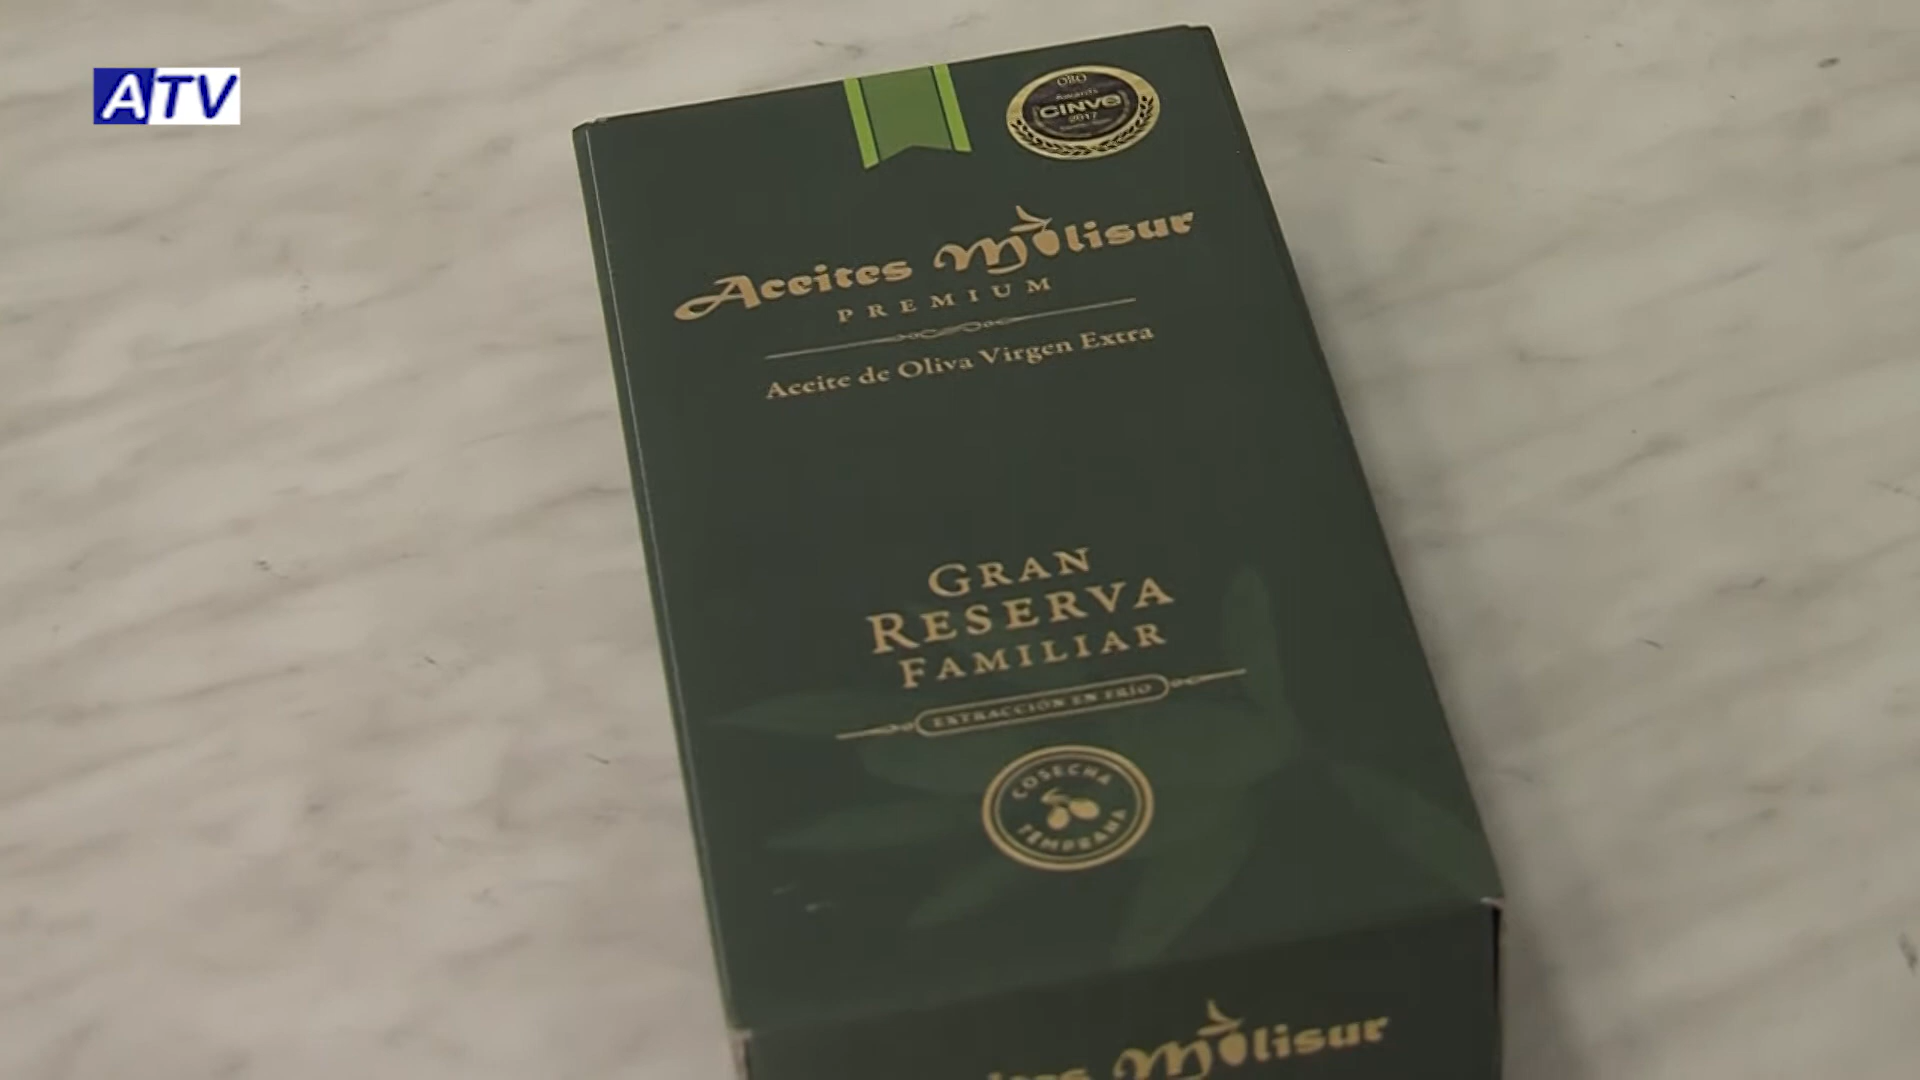 ATV
ORO
Awards
CINVE
2017
Aceites Molisur
PREMIUM
Aceite de Oliva Virgen Extra
GRAN
RESERVA
FAMILIAR
EXTRACCIÓN EN FRÍO
COSECHA
TEMPRANA
Molisur